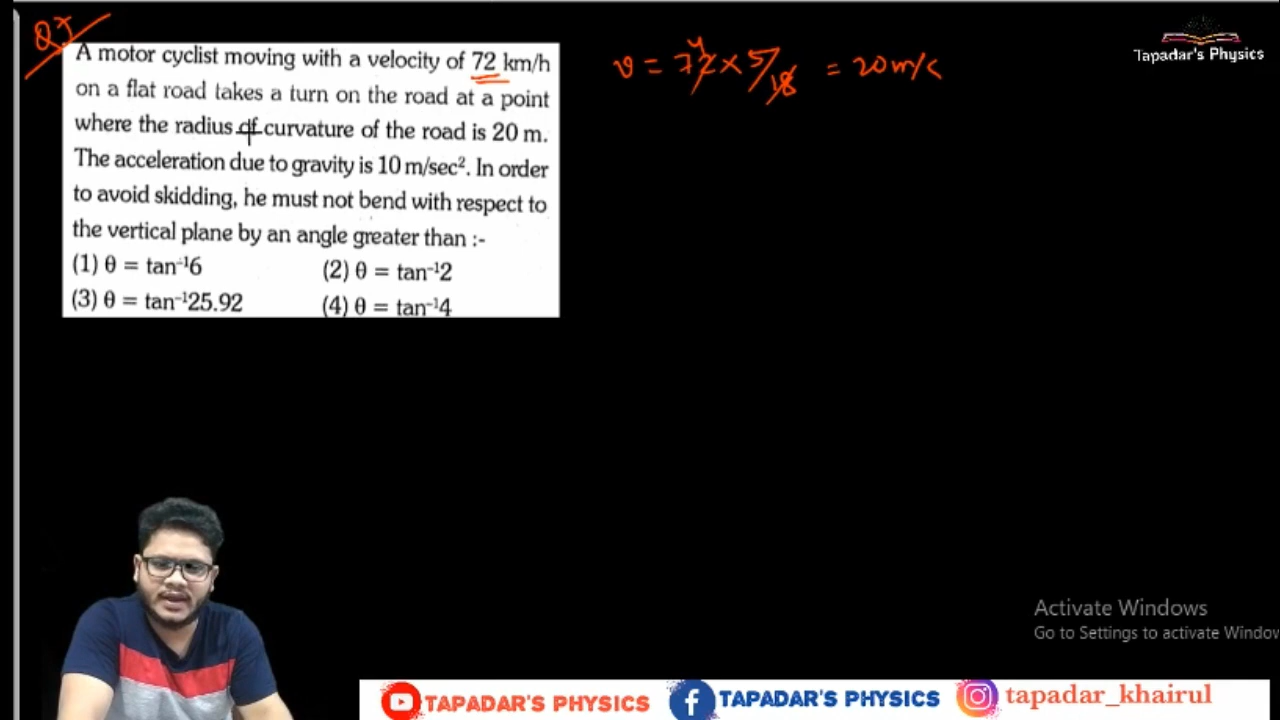 Q7
A motor cyclist moving with a velocity of 72 km/h
on a flat road takes a turn on the road at a point
where the radius of curvature of the road is 20 m.
The acceleration due to gravity is 10 m/sec². In order
to avoid skidding, he must not bend with respect to
the vertical plane by an angle greater than :-
(1) θ = tan⁻¹6 (2) θ = tan⁻¹2
(3) θ = tan⁻¹25.92 (4) θ = tan⁻¹4
v = 72 4 × 5/18 = 20 m/s
Tapadar's Physics
Activate Windows
Go to Settings to activate Window
TAPADAR'S PHYSICS TAPADAR'S PHYSICS tapadar_khairul